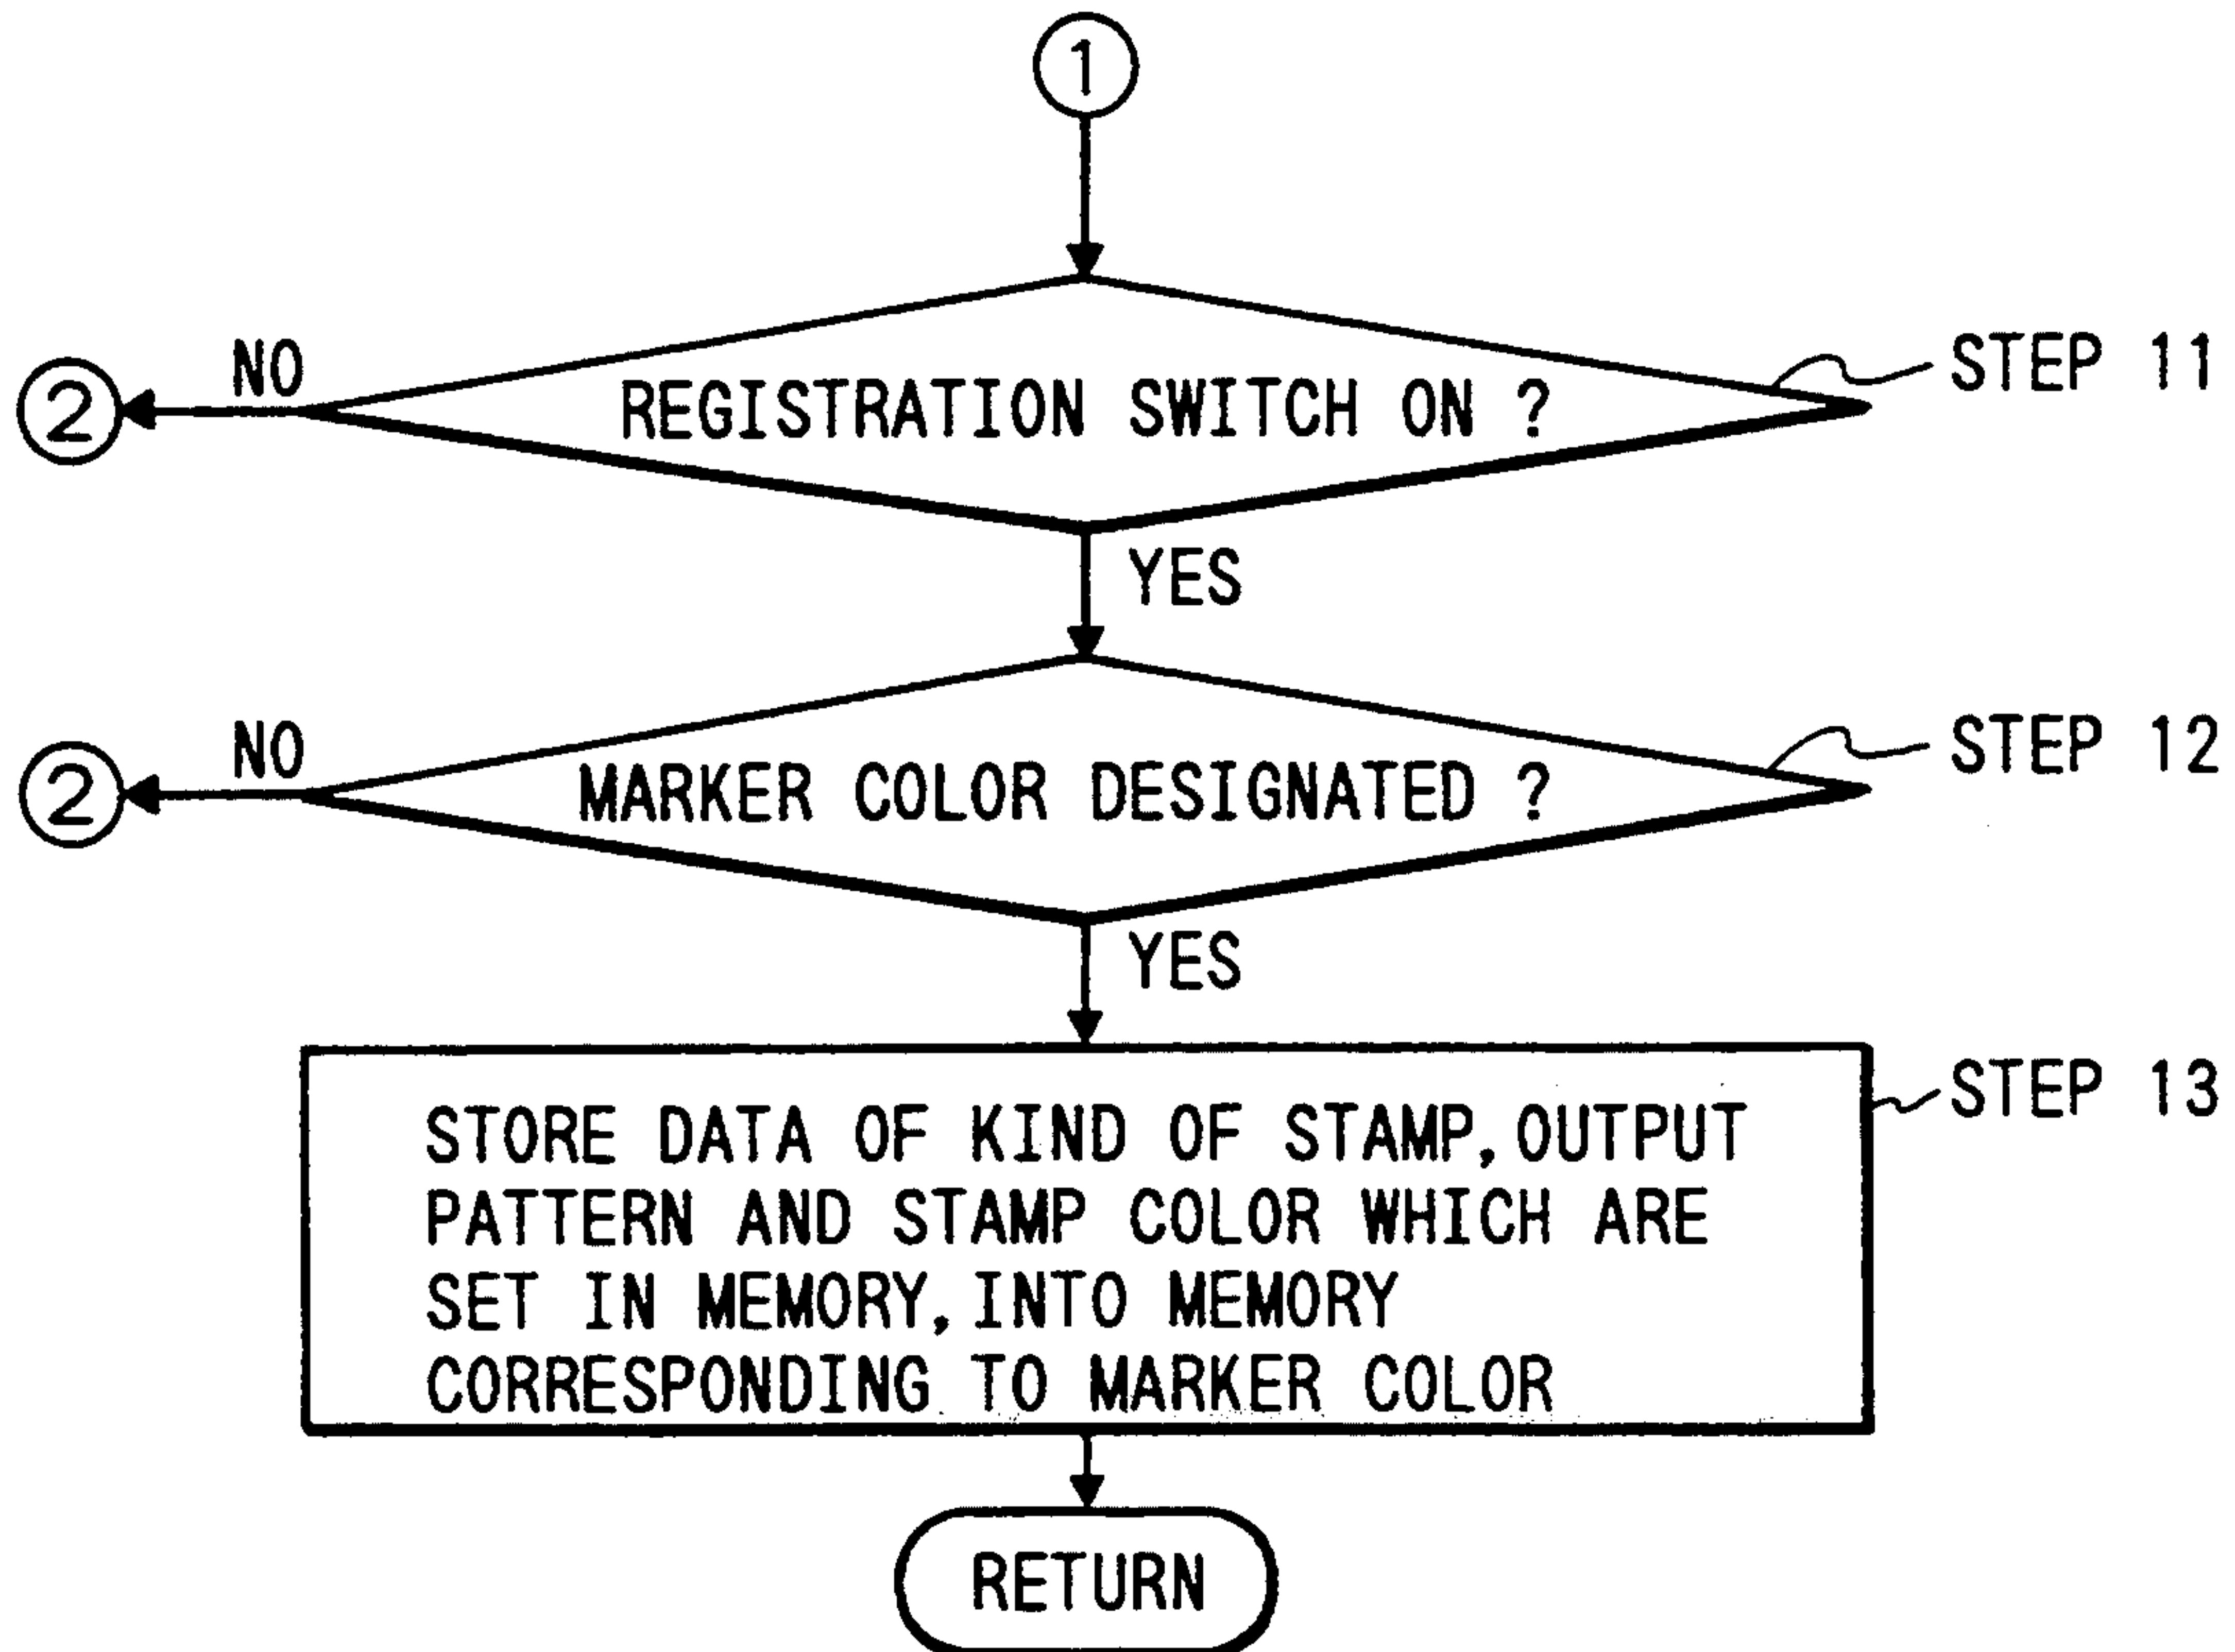 1
REGISTRATION SWITCH ON ?
STEP 11
NO
2
YES
MARKER COLOR DESIGNATED ?
STEP 12
NO
2
YES
STORE DATA OF KIND OF STAMP, OUTPUT
PATTERN AND STAMP COLOR WHICH ARE
SET IN MEMORY, INTO MEMORY
CORRESPONDING TO MARKER COLOR
STEP 13
RETURN